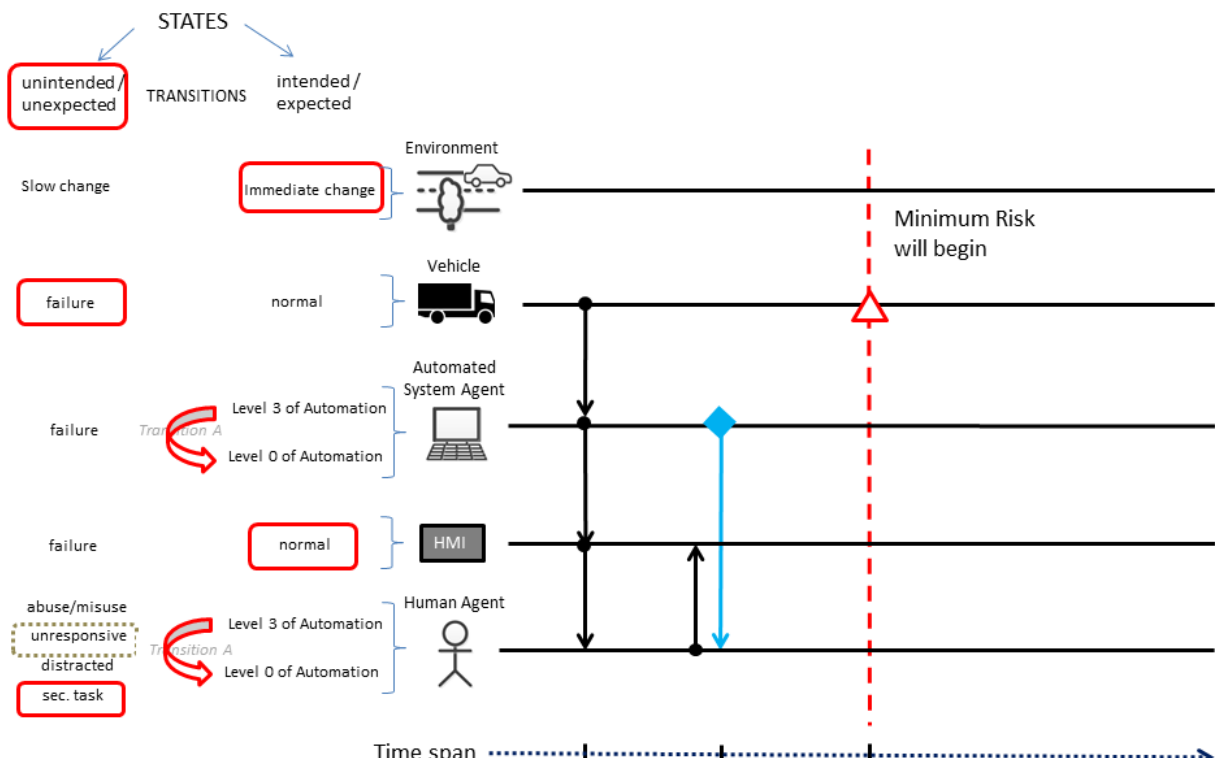 STATES
unintended/
unexpected
TRANSITIONS
intended/
expected
Environment
Slow change
Immediate change
Minimum Risk
will begin
Vehicle
failure
normal
Automated
System Agent
Level 3 of Automation
failure
Transition A
Level 0 of Automation
failure
normal
HMI
Human Agent
abuse/misuse
Level 3 of Automation
unresponsive
Transition A
distracted
Level 0 of Automation
sec. task
Time span